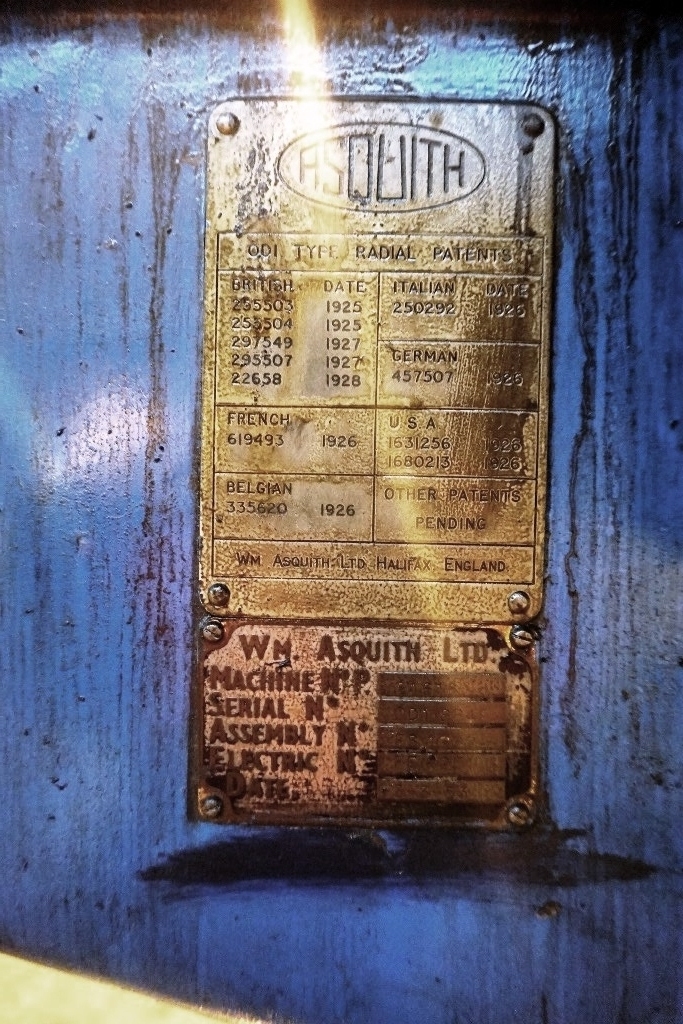 ASQUITH
OD1 TYPE RADIAL PATENTS
BRITISH DATE
255503 1925
255504 1925
297549 1927
295507 1927
22658 1928
ITALIAN DATE
250292 1926
GERMAN
457507 1926
FRENCH
619493 1926
U S A
1631256 1926
1680213 1926
BELGIAN
335620 1926
OTHER PATENTS
PENDING
WM ASQUITH LTD HALIFAX ENGLAND
WM. ASQUITH LTD
MACHINE Nº P
SERIAL Nº
ASSEMBLY Nº
ELECTRIC Nº
DATE